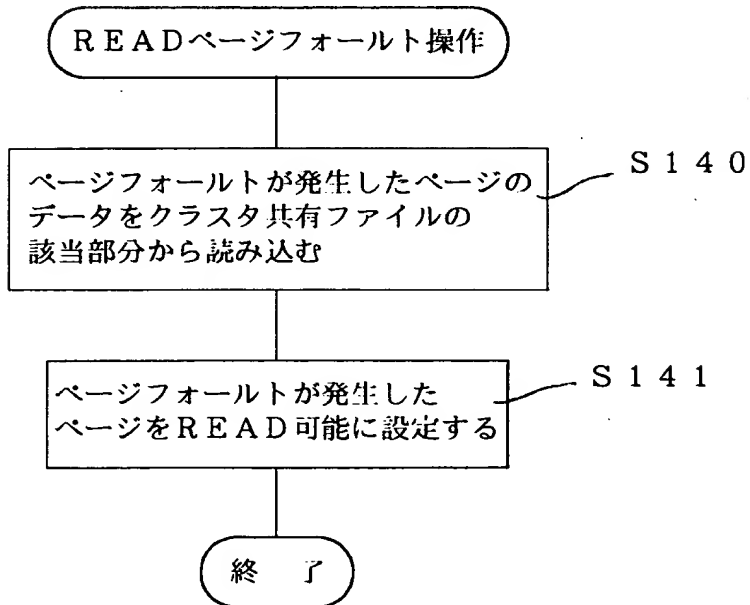 READページフォールト操作
ページフォールトが発生したページの
データをクラスタ共有ファイルの
該当部分から読み込む
S140
ページフォールトが発生した
ページをREAD可能に設定する
S141
終 了